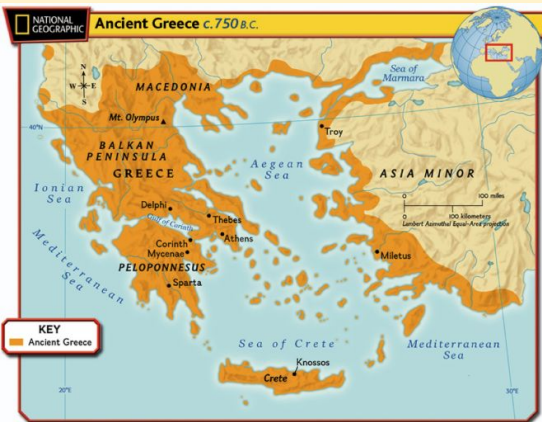 NATIONAL
GEOGRAPHIC
Ancient Greece c.750 B.C.
N
W E
S
MACEDONIA
Sea of
Marmara
Mt. Olympus
40°N
Troy
BALKAN
PENINSULA
GREECE
Aegean
Sea
ASIA MINOR
Ionian
Sea
0 100 miles
0 100 kilometers
Lambert Azimuthal Equal-Area projection
Delphi
Thebes
Gulf of Corinth
Athens
Corinth
Mycenae
Miletus
PELOPONNESUS
Mediterranean
Sea
Sparta
KEY
Ancient Greece
Sea of Crete
Mediterranean
Sea
Knossos
Crete
20°E
30°E